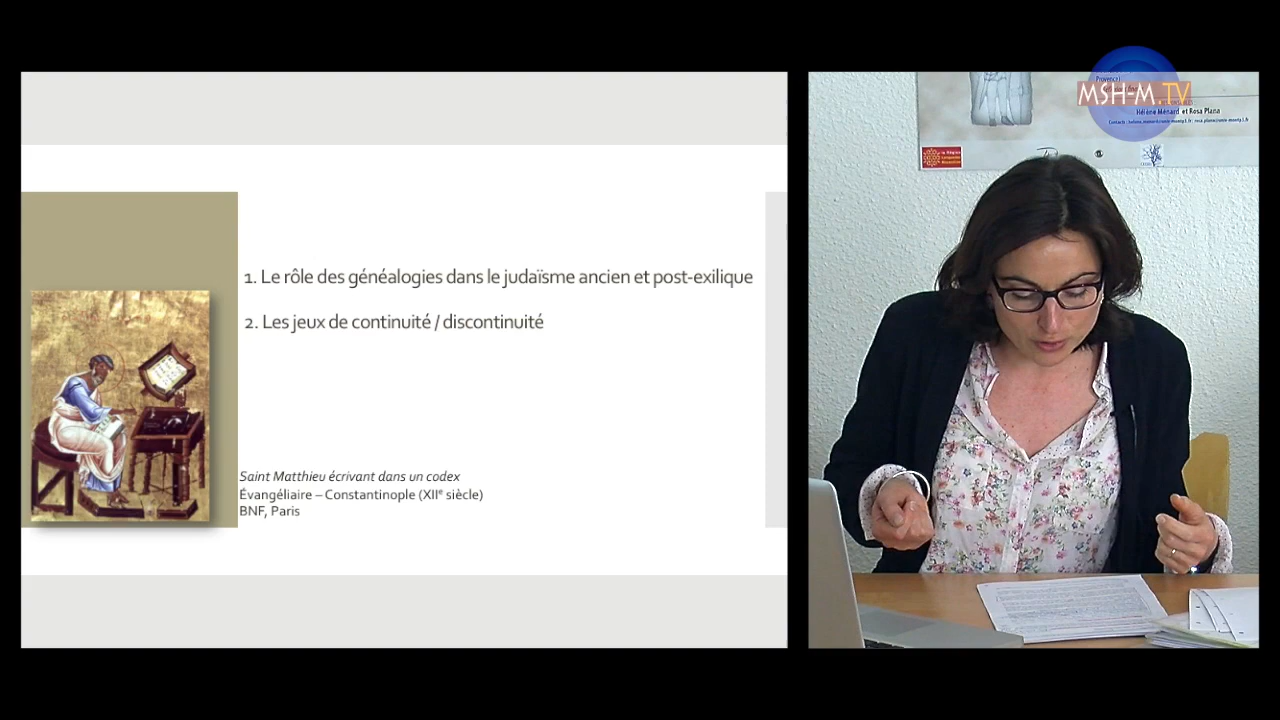 1. Le rôle des généalogies dans le judaïsme ancien et post-exilique
2. Les jeux de continuité / discontinuité
Saint Matthieu écrivant dans un codex
Évangéliaire – Constantinople (XIIe siècle)
BNF, Paris
Provence)
MSH-M.TV
Hélène Ménard et Rosa Plana